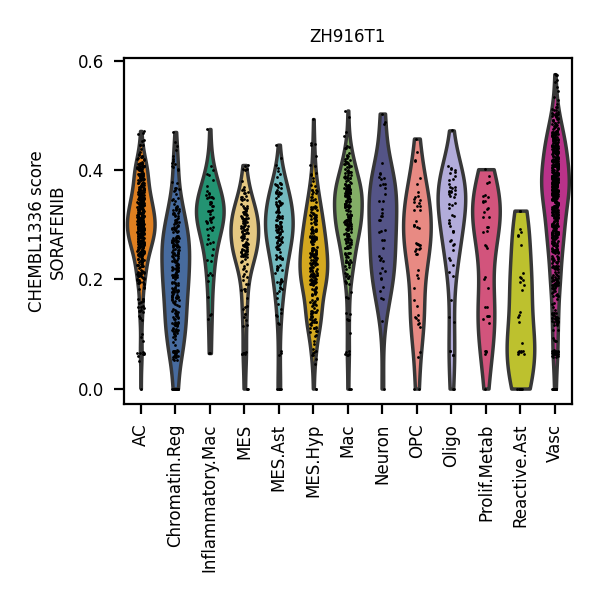 ZH916T1
CHEMBL1336 score
SORAFENIB
0.6
0.4
0.2
0.0
AC
Chromatin.Reg
Inflammatory.Mac
MES
MES.Ast
MES.Hyp
Mac
Neuron
OPC
Oligo
Prolif.Metab
Reactive.Ast
Vasc